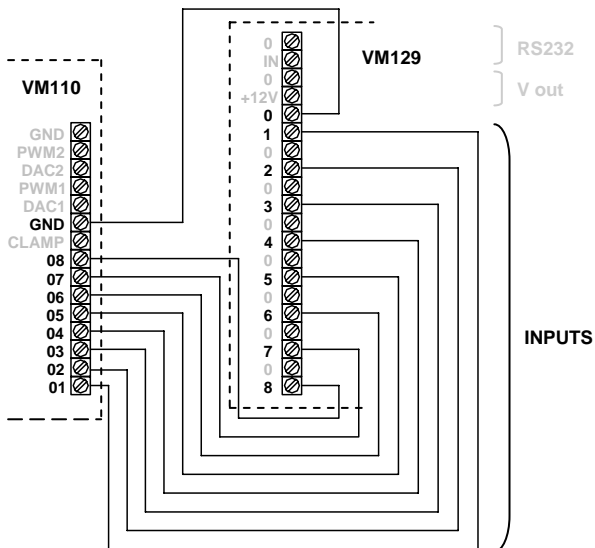 VM110
GND
PWM2
DAC2
PWM1
DAC1
GND
CLAMP
08
07
06
05
04
03
02
01
VM129
0
IN
0
+12V
0
1
0
2
0
3
0
4
0
5
0
6
0
7
0
8
RS232
V out
INPUTS